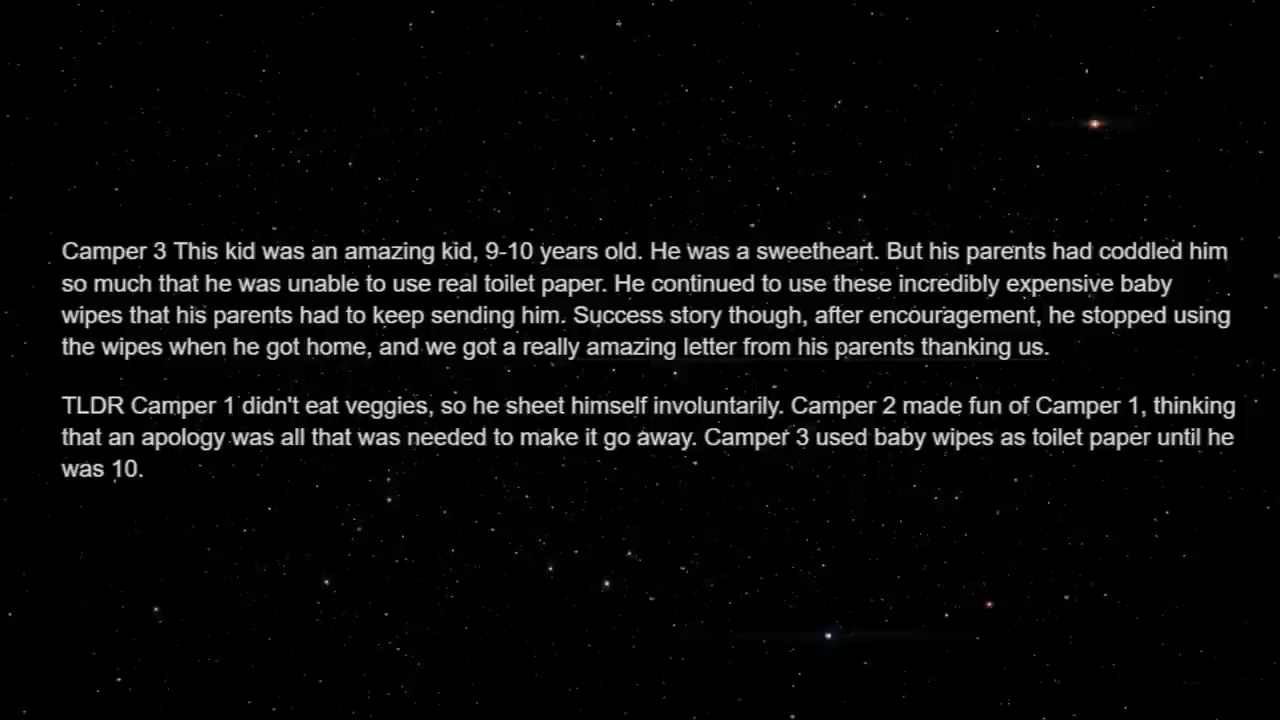 Camper 3 This kid was an amazing kid, 9-10 years old. He was a sweetheart. But his parents had coddled him
so much that he was unable to use real toilet paper. He continued to use these incredibly expensive baby
wipes that his parents had to keep sending him. Success story though, after encouragement, he stopped using
the wipes when he got home, and we got a really amazing letter from his parents thanking us.
TLDR Camper 1 didn't eat veggies, so he sheet himself involuntarily. Camper 2 made fun of Camper 1, thinking
that an apology was all that was needed to make it go away. Camper 3 used baby wipes as toilet paper until he
was 10.